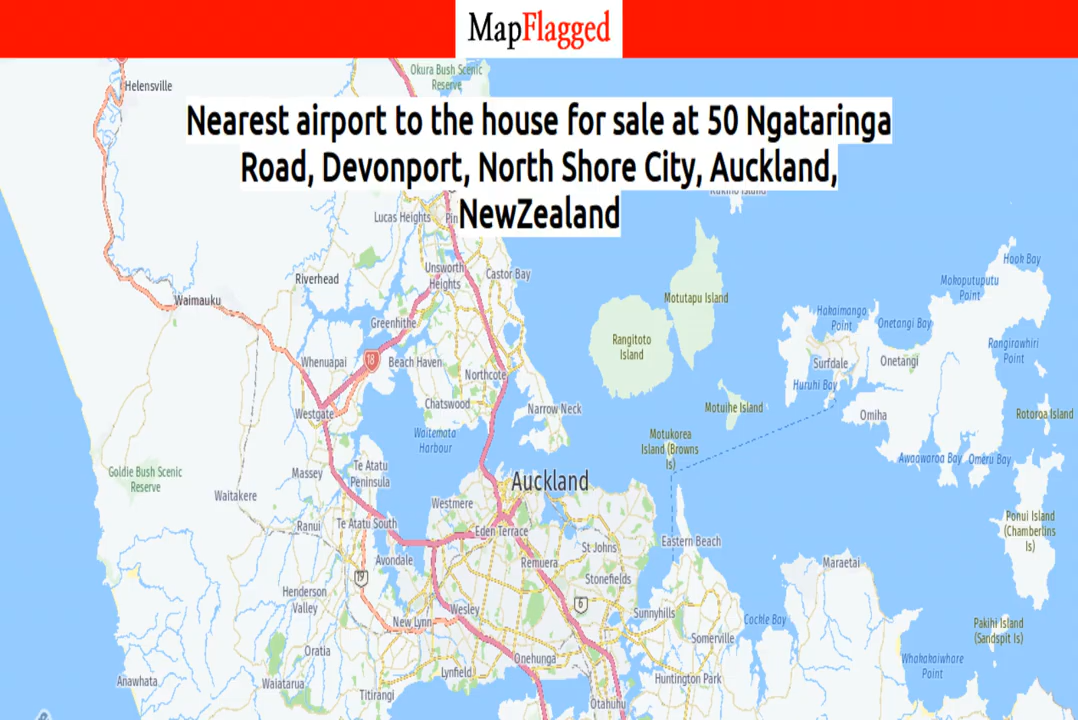 MapFlagged
Okura Bush Scenic
Reserve
Helensville
Nearest airport to the house for sale at 50 Ngataringa
Road, Devonport, North Shore City, Auckland,
NewZealand
Lucas Heights
Pin
Unsworth
Heights
Castor Bay
Riverhead
Waimauku
Greenhithe
Whenuapai
18
Beach Haven
Northcote
Westgate
Chatswood
Narrow Neck
Waitemata
Harbour
Rangitoto
Island
Motutapu Island
Motuihe Island
Motukorea
Island (Browns
Is)
Hook Bay
Mokoputuputu
Point
Hakaimango
Point
Onetangi Bay
Rangirawhiri
Point
Surfdale
Onetangi
Huruhi Bay
Omiha
Rotoroa Island
Awaawaroa Bay
Omeru Bay
Goldie Bush Scenic
Reserve
Massey
Te Atatu
Peninsula
Waitakere
Auckland
Westmere
Ranui
Te Atatu South
Eden Terrace
St Johns
Eastern Beach
Ponui Island
(Chamberlins
Is)
Avondale
Remuera
Stonefields
Maraetai
19
Henderson
Valley
6
New Lynn
Wesley
Sunnyhills
Cockle Bay
Somerville
Pakihi Island
(Sandspit Is)
Oratia
Onehunga
Lynfield
Huntington Park
Whakakaiwhare
Point
Anawhata
Waiatarua
Titirangi
Otahuhu